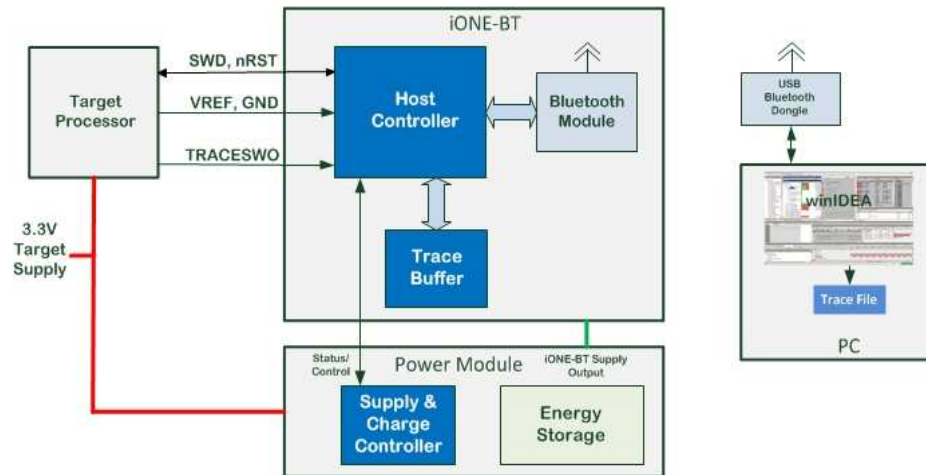 iONE-BT
Target
Processor
SWD, nRST
VREF, GND
TRACESWO
Host
Controller
Bluetooth
Module
Trace
Buffer
USB
Bluetooth
Dongle
winIDEA
Trace File
PC
3.3V
Target
Supply
Status/
Control
Power Module
iONE-BT Supply
Output
Supply &
Charge
Controller
Energy
Storage